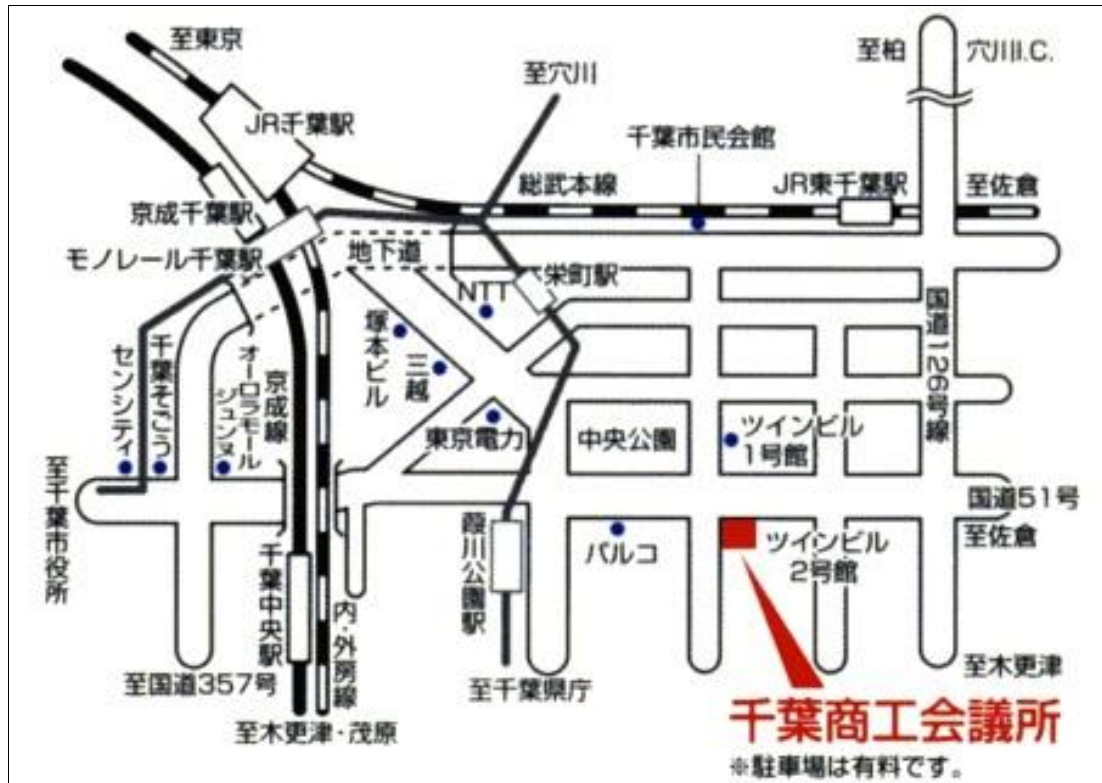 至東京
至柏
穴川I.C.
至穴川
JR千葉駅
千葉市民会館
総武本線
JR東千葉駅
至佐倉
京成千葉駅
モノレール千葉駅
地下道
栄町駅
NTT
国道126号線
塚本ビル
三越
センシティ
千葉そごう
オーロラモール
ジュンヌ
京成線
東京電力
中央公園
ツインビル
1号館
至千葉市役所
国道51号
至佐倉
葭川公園駅
パルコ
ツインビル
2号館
千葉中央駅
内・外房線
至国道357号
至千葉県庁
至木更津
至木更津・茂原
千葉商工会議所
※駐車場は有料です。